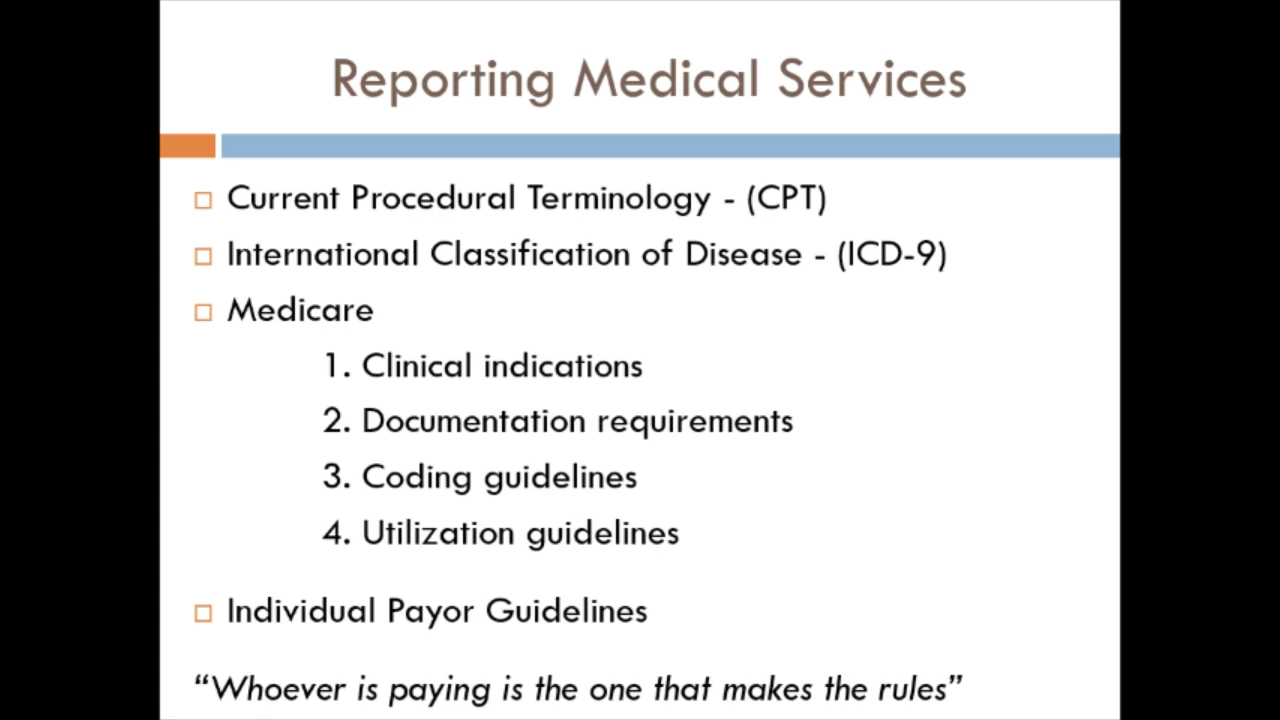 Reporting Medical Services
Current Procedural Terminology - (CPT)
International Classification of Disease - (ICD-9)
Medicare
1. Clinical indications
2. Documentation requirements
3. Coding guidelines
4. Utilization guidelines
Individual Payor Guidelines
“Whoever is paying is the one that makes the rules”